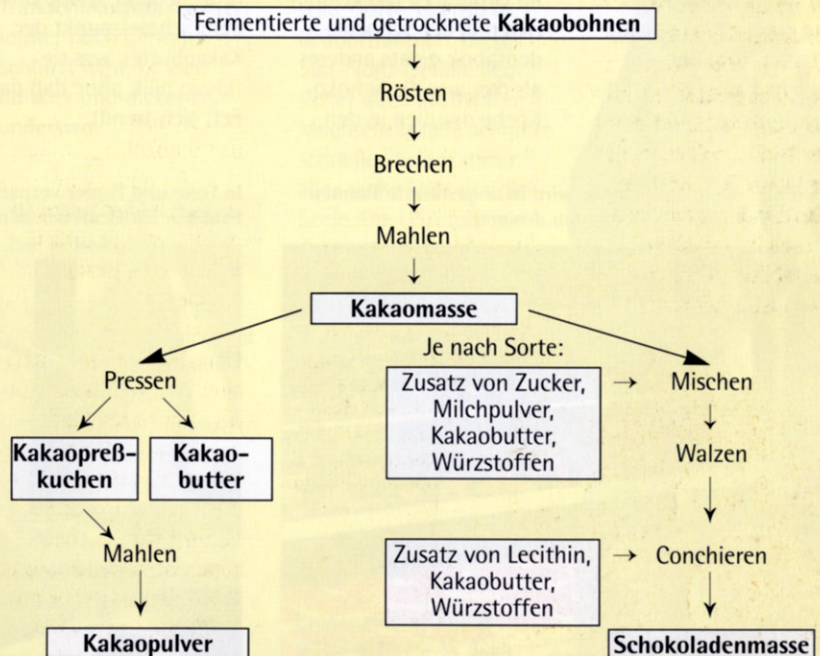 Fermentierte und getrocknete Kakaobohnen
Rösten
Brechen
Mahlen
Kakaomasse
Pressen
Kakaopreß-
kuchen
Kakao-
butter
Mahlen
Kakaopulver
Je nach Sorte:
Zusatz von Zucker,
Milchpulver,
Kakaobutter,
Würzstoffen
Mischen
Walzen
Zusatz von Lecithin,
Kakaobutter,
Würzstoffen
Conchieren
Schokoladenmasse